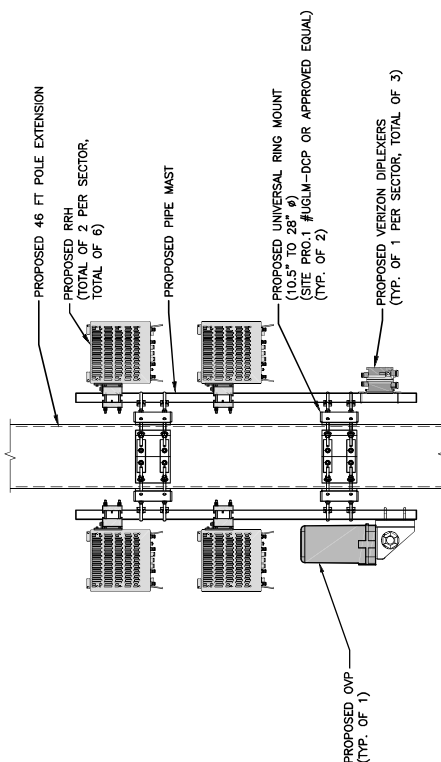 PROPOSED 46 FT POLE EXTENSION
PROPOSED RRH
(TOTAL OF 2 PER SECTOR,
TOTAL OF 6)
PROPOSED PIPE MAST
PROPOSED UNIVERSAL RING MOUNT
(10.5" TO 28" ø)
(SITE PRO.1 #UGLM-DCP OR APPROVED EQUAL)
(TYP. OF 2)
PROPOSED VERIZON DIPLEXERS
(TYP. OF 1 PER SECTOR, TOTAL OF 3)
PROPOSED OVP
(TYP. OF 1)